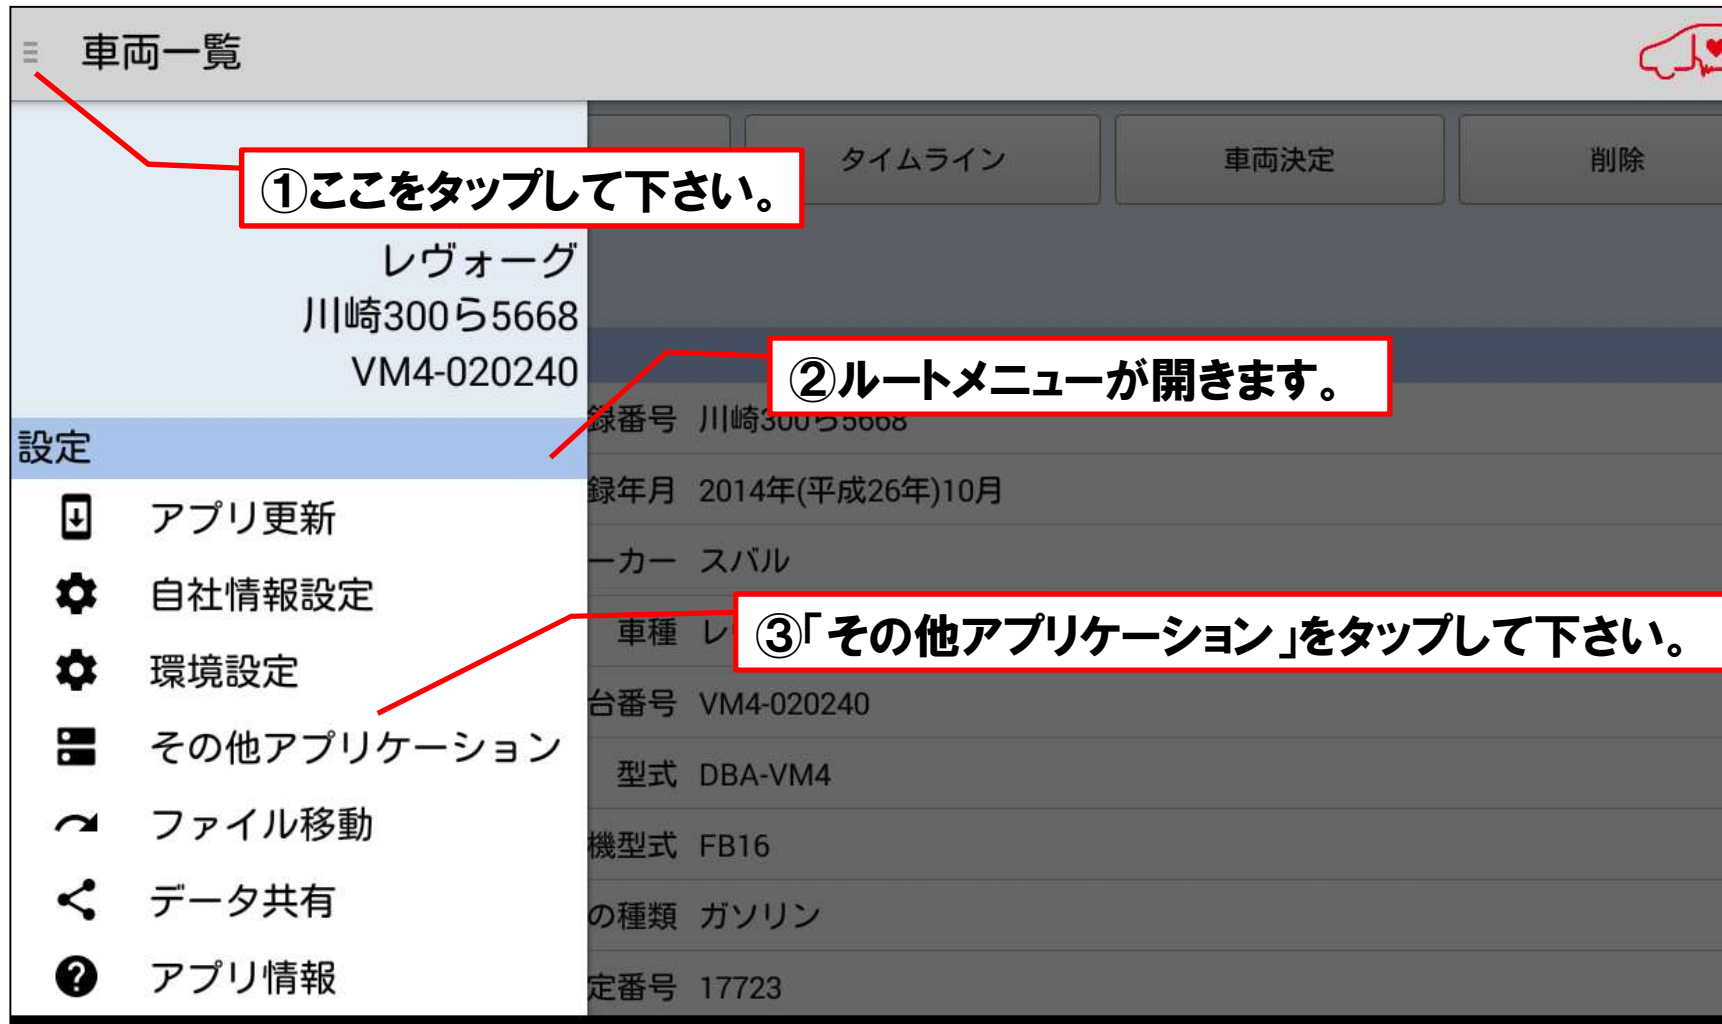 車両一覧
タイムライン
車両決定
削除
①ここをタップして下さい。
レヴォーグ
川崎300ら5668
VM4-020240
②ルートメニューが開きます。
録番号 川崎300ら5668
設定
録年月 2014年(平成26年)10月
アプリ更新
ーカー スバル
自社情報設定
車種 レ
③「その他アプリケーション」をタップして下さい。
環境設定
台番号 VM4-020240
その他アプリケーション
型式 DBA-VM4
ファイル移動
機型式 FB16
データ共有
の種類 ガソリン
アプリ情報
定番号 17723